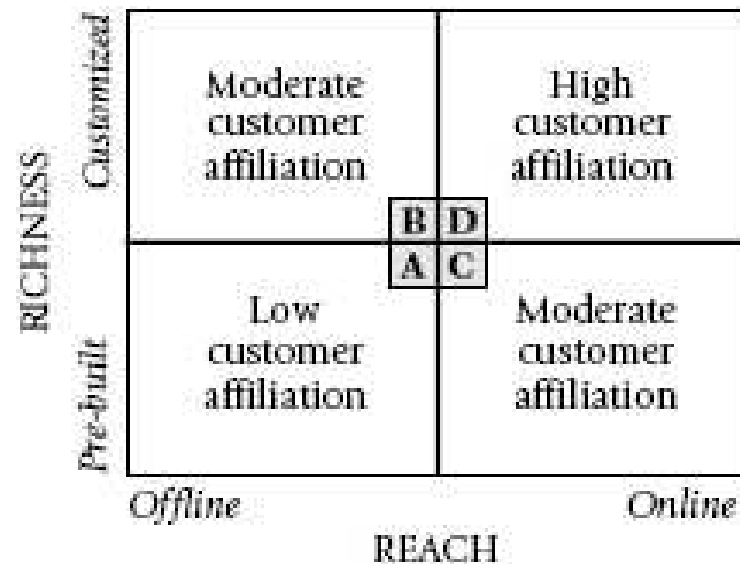 RICHNESS
Customized
Pre-built
Moderate
customer
affiliation
High
customer
affiliation
B D
A C
Low
customer
affiliation
Moderate
customer
affiliation
Offline
Online
REACH